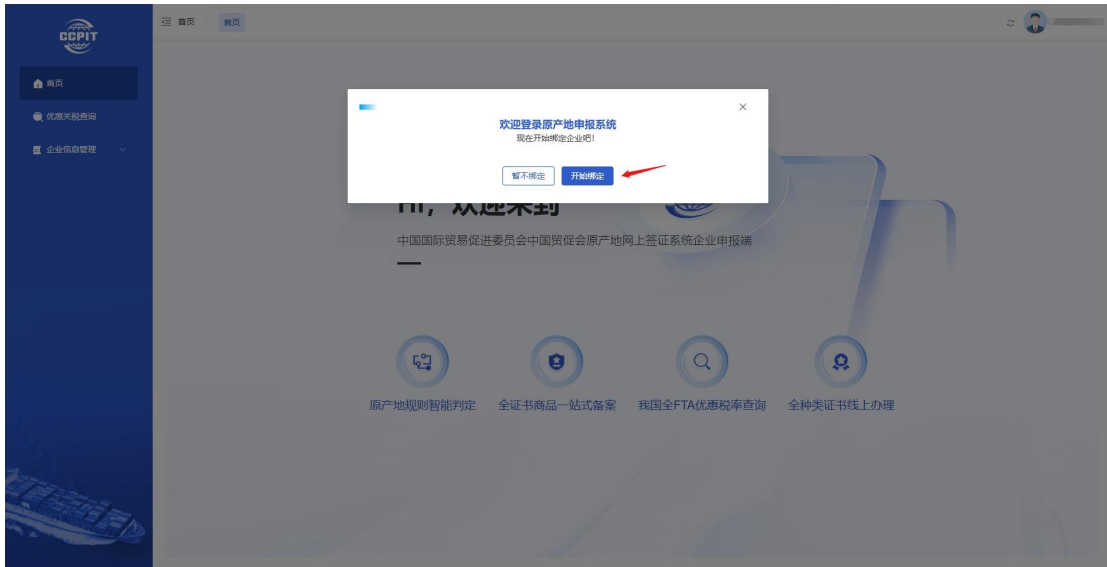 CCPIT
首页
优惠关税查询
企业信息管理
首页
首页
欢迎登录原产地申报系统
现在开始绑定企业吧!
暂不绑定
开始绑定
Hi，欢迎来到
中国国际贸易促进委员会中国贸促会原产地网上签证系统企业申报端
原产地规则智能判定
全证书商品一站式备案
我国全FTA优惠税率查询
全种类证书线上办理